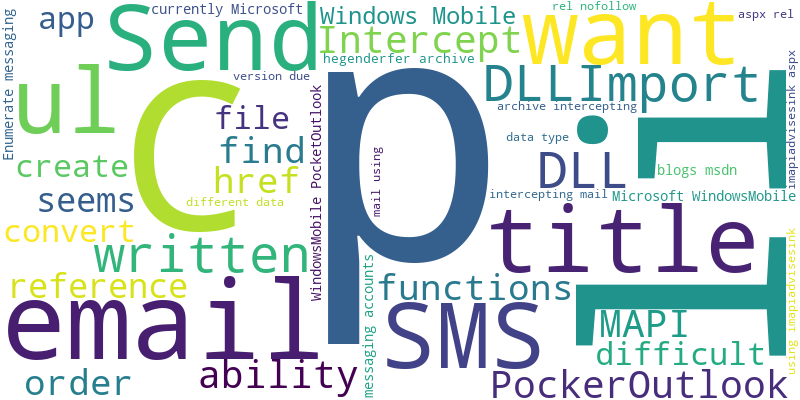 currently Microsoft
Windows Mobile
rel nofollow
aspx rel
app
Send
Intercept
want
hegenderfer archive
Enumerate messaging
version due
DLLImport
ul
c
p
li
archive intercepting
file
data type
find
mail using
DLL
blogs msdn
create
href
intercepting mail
Microsoft WindowsMobile
imapiadvisesink aspx
seems
different data
WindowsMobile PocketOutlook
title
convert
written
reference
functions
email
SMS
MAPI
difficult
using imapiadvisesink
order
ability
messaging accounts
PockerOutlook